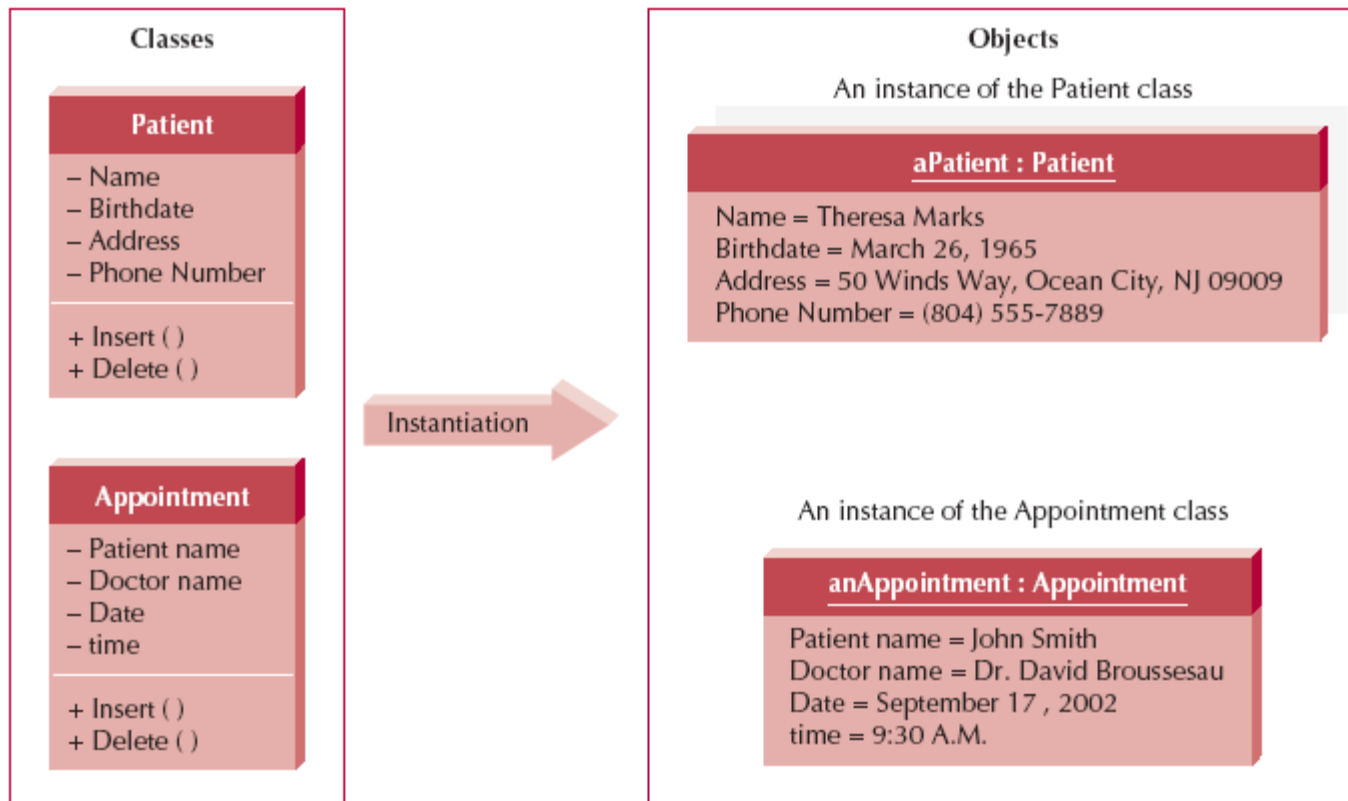 Classes
Patient
– Name
– Birthdate
– Address
– Phone Number
+ Insert ( )
+ Delete ( )
Appointment
– Patient name
– Doctor name
– Date
– time
+ Insert ( )
+ Delete ( )
Instantiation
Objects
An instance of the Patient class
aPatient : Patient
Name = Theresa Marks
Birthdate = March 26, 1965
Address = 50 Winds Way, Ocean City, NJ 09009
Phone Number = (804) 555-7889
An instance of the Appointment class
anAppointment : Appointment
Patient name = John Smith
Doctor name = Dr. David Broussesau
Date = September 17 , 2002
time = 9:30 A.M.